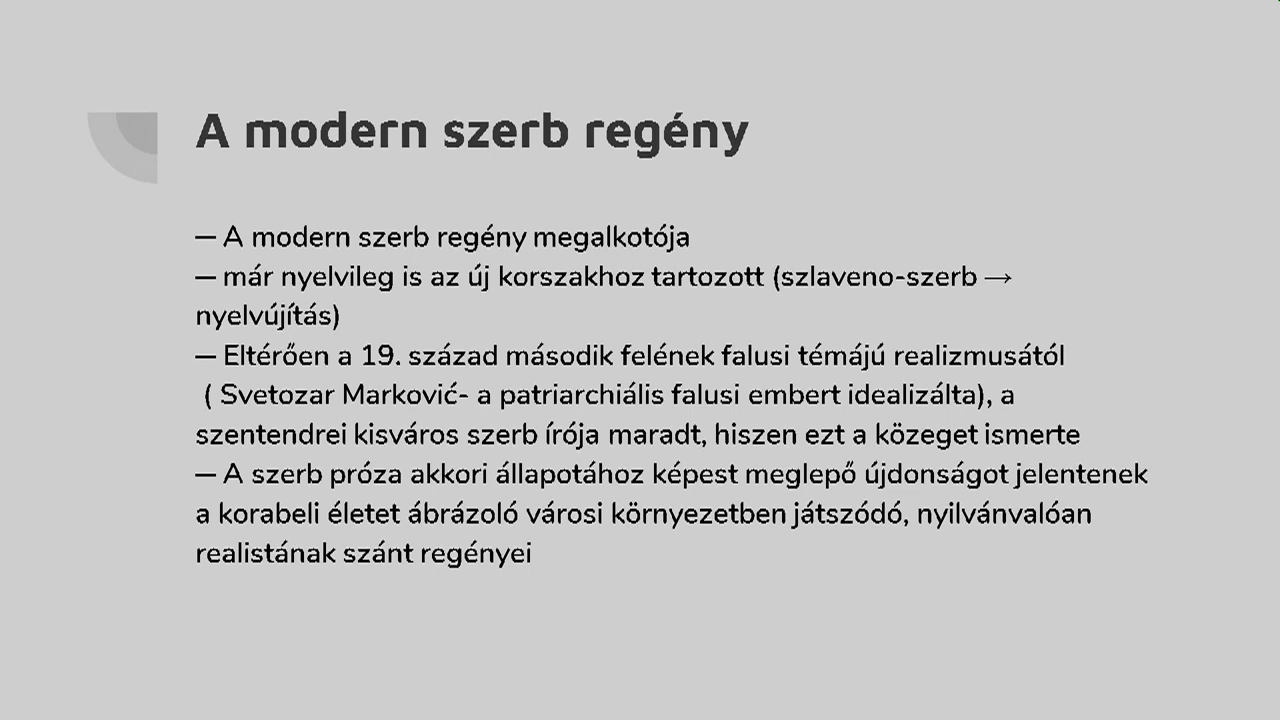 A modern szerb regény
— A modern szerb regény megalkotója
— már nyelvileg is az új korszakhoz tartozott (szlaveno-szerb →
nyelvújítás)
— Eltérően a 19. század második felének falusi témájú realizmusától
( Svetozar Marković- a patriarchiális falusi embert idealizálta), a
szentendrei kisváros szerb írója maradt, hiszen ezt a közeget ismerte
— A szerb próza akkori állapotához képest meglepő újdonságot jelentenek
a korabeli életet ábrázoló városi környezetben játszódó, nyilvánvalóan
realistának szánt regényei